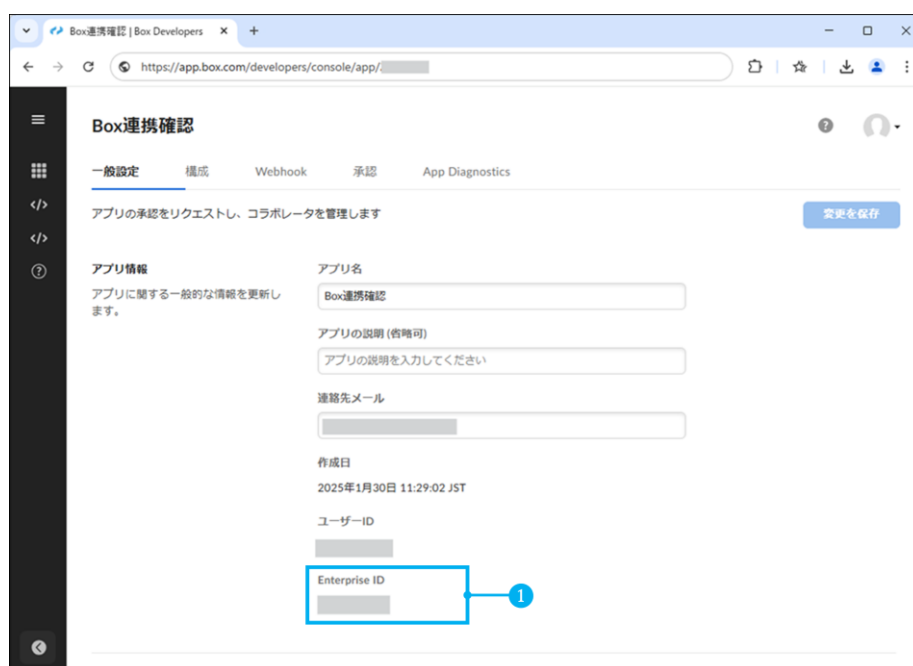 Box連携確認 | Box Developers
https://app.box.com/developers/console/app/
Box連携確認
一般設定 構成 Webhook 承認 App Diagnostics
アプリの承認をリクエストし、コラボレータを管理します
変更を保存
アプリ情報
アプリに関する一般的な情報を更新し
ます。
アプリ名
Box連携確認
アプリの説明 (省略可)
アプリの説明を入力してください
連絡先メール
作成日
2025年1月30日 11:29:02 JST
ユーザーID
Enterprise ID
1